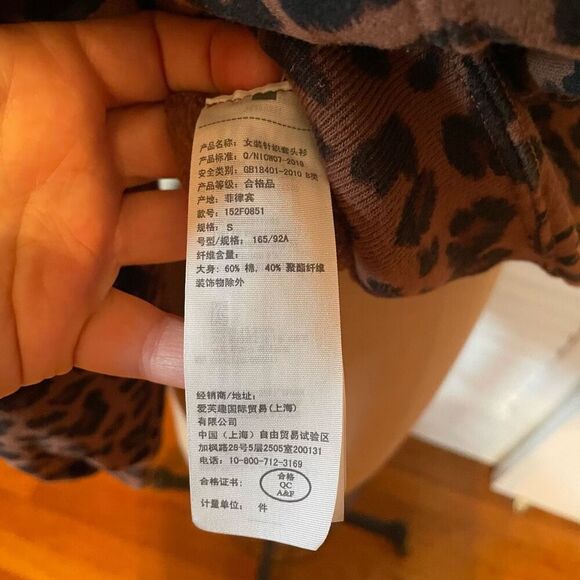 产品名称: 女装针织套头衫
产品标准: Q/NIOW07-2019
安全类别: GB18401-2010 B类
产品等级: 合格品
产地: 菲律宾
款号: 152F0851
规格: S
号型/规格: 165/92A
纤维含量:
大身: 60% 棉, 40% 聚酯纤维
装饰物除外
经销商/地址:
爱芙趣国际贸易(上海)
有限公司
中国 (上海) 自由贸易试验区
加枫路28号5层2505室200131
电话: 10-800-712-3169
合格证书:
合格
QC
A&F
计量单位: 件